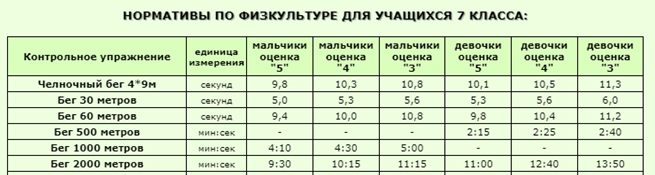 НОРМАТИВЫ ПО ФИЗКУЛЬТУРЕ ДЛЯ УЧАЩИХСЯ 7 КЛАССА:
Контрольное упражнение единица измерения мальчики оценка "5" мальчики оценка "4" мальчики оценка "3" девочки оценка "5" девочки оценка "4" девочки оценка "3"
Челночный бег 4*9м секунд 9,8 10,3 10,8 10,1 10,5 11,3
Бег 30 метров секунд 5,0 5,3 5,6 5,3 5,6 6,0
Бег 60 метров секунд 9,4 10,0 10,8 9,8 10,4 11,2
Бег 500 метров мин:сек - - - 2:15 2:25 2:40
Бег 1000 метров мин:сек 4:10 4:30 5:00 - - -
Бег 2000 метров мин:сек 9:30 10:15 11:15 11:00 12:40 13:50